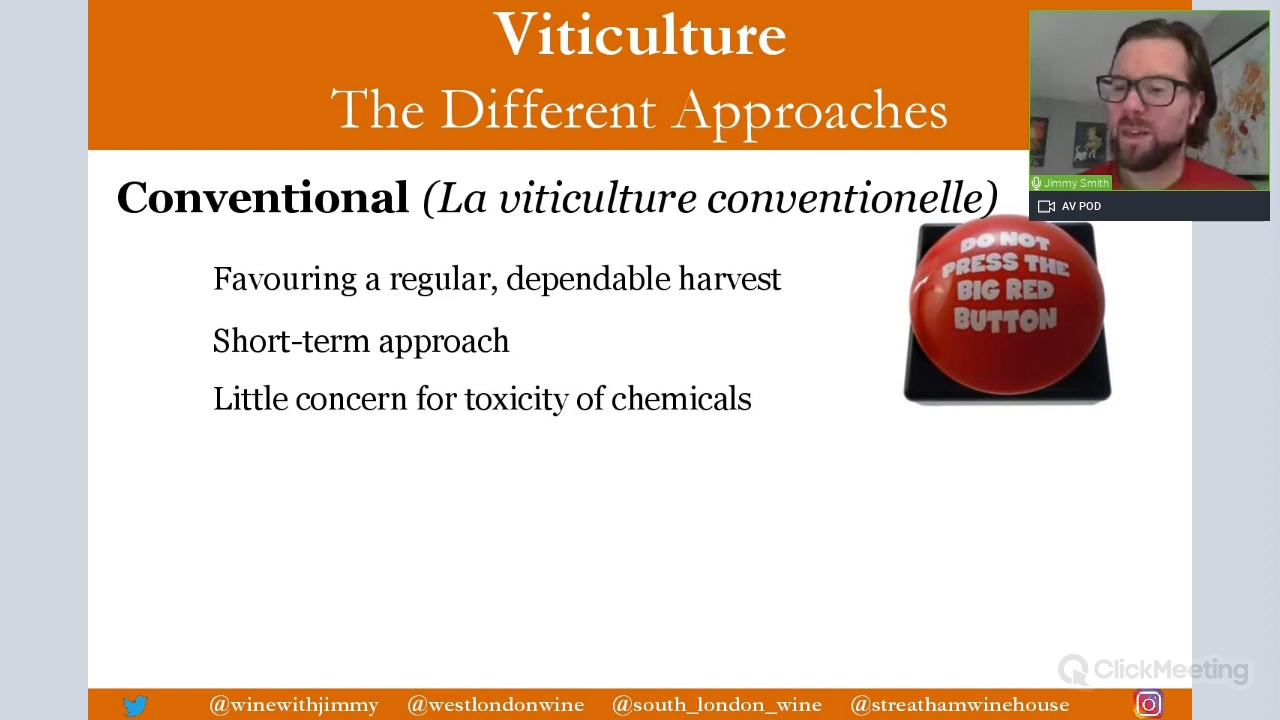 Viticulture
The Different Approaches
Conventional (La viticulture conventionelle)
Favouring a regular, dependable harvest
Short-term approach
Little concern for toxicity of chemicals
DO NOT
PRESS THE
BIG RED
BUTTON
Jimmy Smith
AV POD
ClickMeeting
@winewithjimmy @westlondonwine @south_london_wine @streathamwinehouse